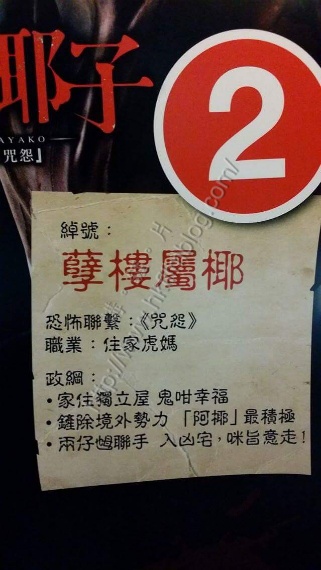 椰子
AYAKO
咒怨」
2
綽號：
孽樓屬椰
恐怖聯繫：《咒怨》
職業：住家虎媽
政綱：
•家住獨立屋 鬼咁幸福
•鏟除境外勢力 「阿椰」最積極
•兩仔乸聯手 入凶宅，咪旨意走！